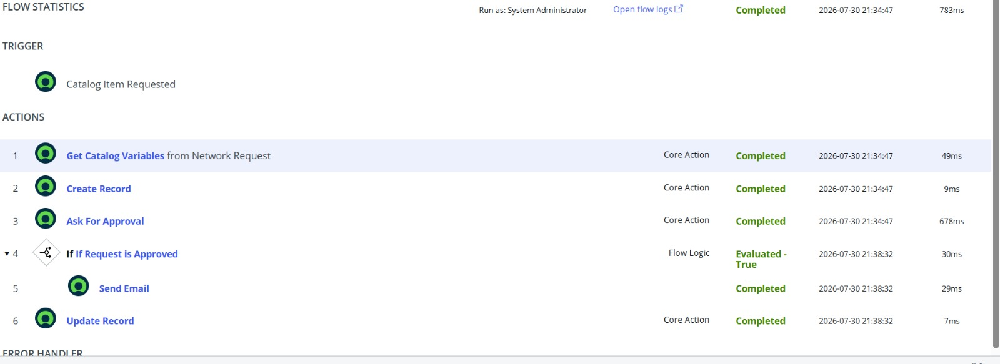 FLOW STATISTICS Run as: System Administrator Open flow logs Completed 2026-07-30 21:34:47 783ms
TRIGGER
Catalog Item Requested
ACTIONS
1 Get Catalog Variables from Network Request Core Action Completed 2026-07-30 21:34:47 49ms
2 Create Record Core Action Completed 2026-07-30 21:34:47 9ms
3 Ask For Approval Core Action Completed 2026-07-30 21:34:47 678ms
4 If If Request is Approved Flow Logic Evaluated - True 2026-07-30 21:38:32 30ms
5 Send Email Completed 2026-07-30 21:38:32 29ms
6 Update Record Core Action Completed 2026-07-30 21:38:32 7ms
ERROR HANDLER